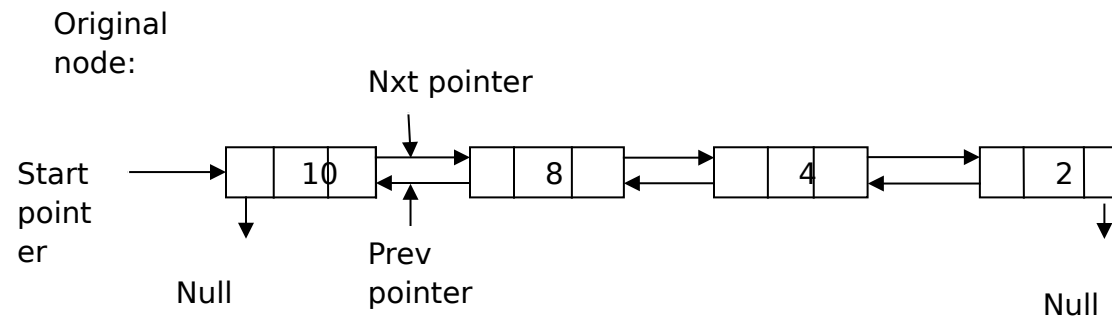 Original
node:
Nxt pointer
Start
point
er
10
8
4
2
Prev
pointer
Null
Null